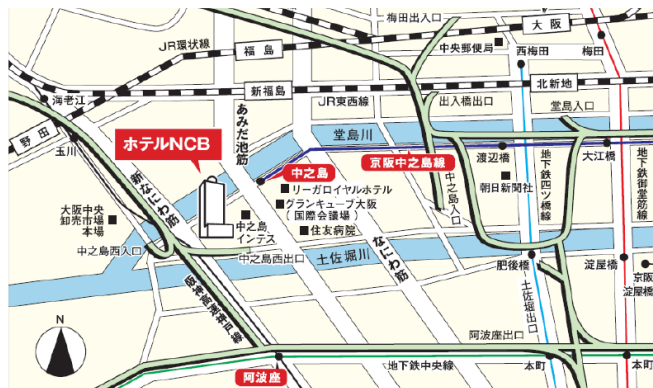 梅田出入口
大阪
JR環状線
福島
中央郵便局
西梅田
梅田
海老江
新福島
JR東西線
出入橋出口
北新地
堂島入口
野田
玉川
ホテルNCB
あみだ池筋
堂島川
中之島
京阪中之島線
渡辺橋
大江橋
中之島入口
朝日新聞社
地下鉄四ツ橋線
地下鉄御堂筋線
新なにわ筋
リーガロイヤルホテル
グランキューブ大阪
(国際会議場)
住友病院
大阪中央
卸売市場
本場
中之島
インテス
中之島西入口
中之島西出口
土佐堀川
なにわ筋
肥後橋
淀屋橋
京阪
淀屋橋
土佐堀出口
阪神高速神戸線
N
阿波座出口
阿波座
地下鉄中央線
本町
本町